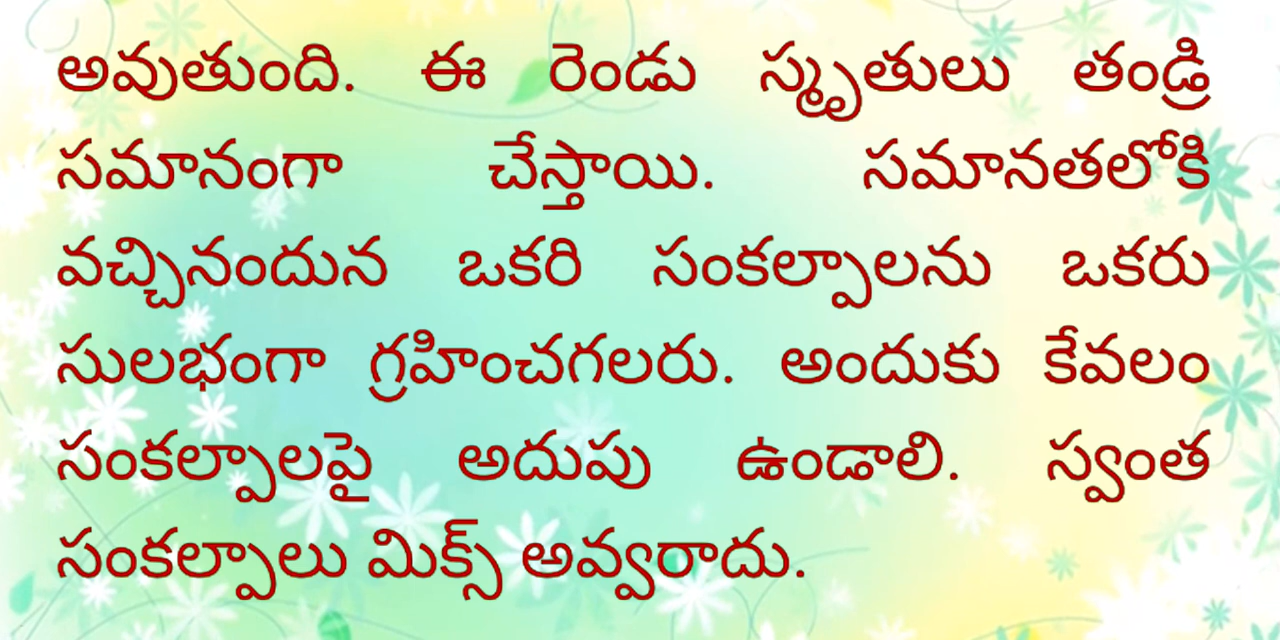 అవుతుంది. ఈ రెండు స్మృతులు తండ్రి
సమానంగా చేస్తాయి. సమానతలోకి
వచ్చినందున ఒకరి సంకల్పాలను ఒకరు
సులభంగా గ్రహించగలరు. అందుకు కేవలం
సంకల్పాలపై అదుపు ఉండాలి. స్వంత
సంకల్పాలు మిక్స్ అవ్వరాదు.